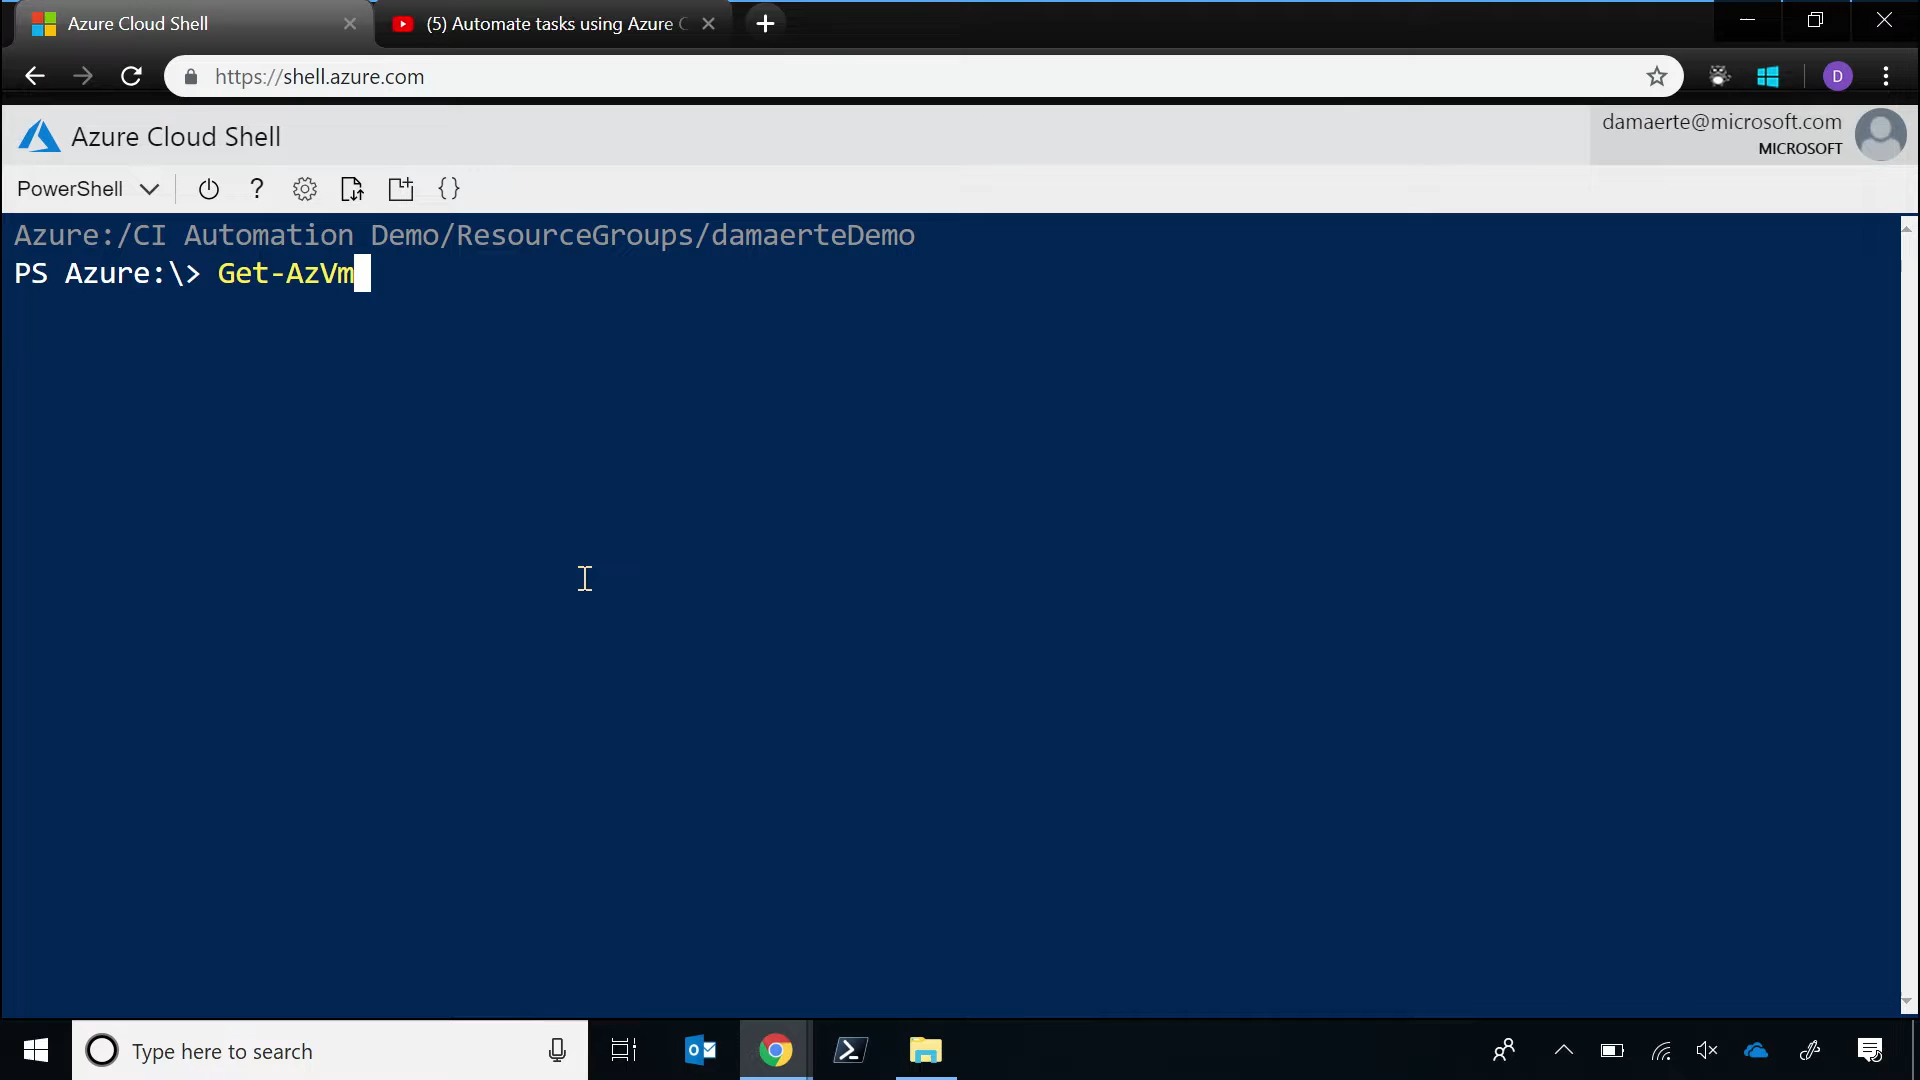 Azure Cloud Shell
(5) Automate tasks using Azure
https://shell.azure.com
D
Azure Cloud Shell
damaerte@microsoft.com
MICROSOFT
PowerShell
?
{}
Azure:/CI Automation Demo/ResourceGroups/damaerteDemo
PS Azure:\> Get-AzVm
Type here to search